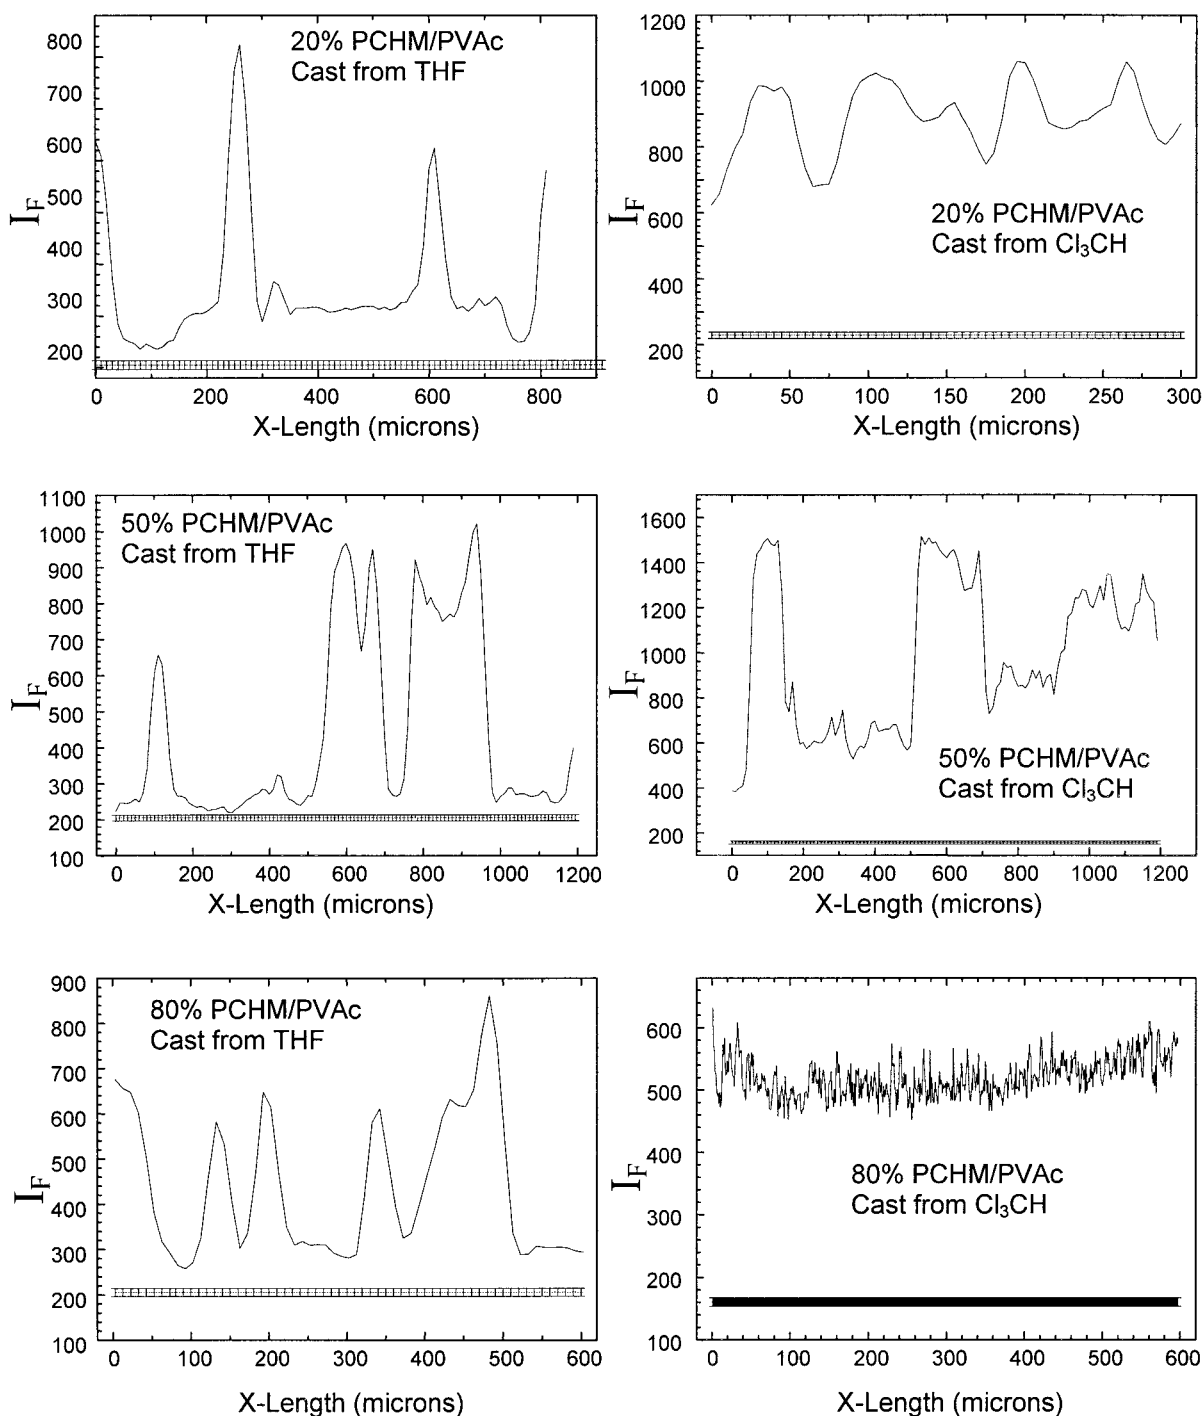 800
700
600
500
400
300
200
20% PCHM/PVAc
Cast from THF
I_F
0 200 400 600 800
X-Length (microns)
1200
1000
800
600
400
200
20% PCHM/PVAc
Cast from Cl₃CH
I_F
0 50 100 150 200 250 300
X-Length (microns)
1100
1000
900
800
700
600
500
400
300
200
100
50% PCHM/PVAc
Cast from THF
I_F
0 200 400 600 800 1000 1200
X-Length (microns)
1600
1400
1200
1000
800
600
400
200
50% PCHM/PVAc
Cast from Cl₃CH
I_F
0 200 400 600 800 1000 1200
X-Length (microns)
900
800
700
600
500
400
300
200
100
80% PCHM/PVAc
Cast from THF
I_F
0 100 200 300 400 500 600
X-Length (microns)
600
500
400
300
200
100
80% PCHM/PVAc
Cast from Cl₃CH
I_F
0 100 200 300 400 500 600
X-Length (microns)